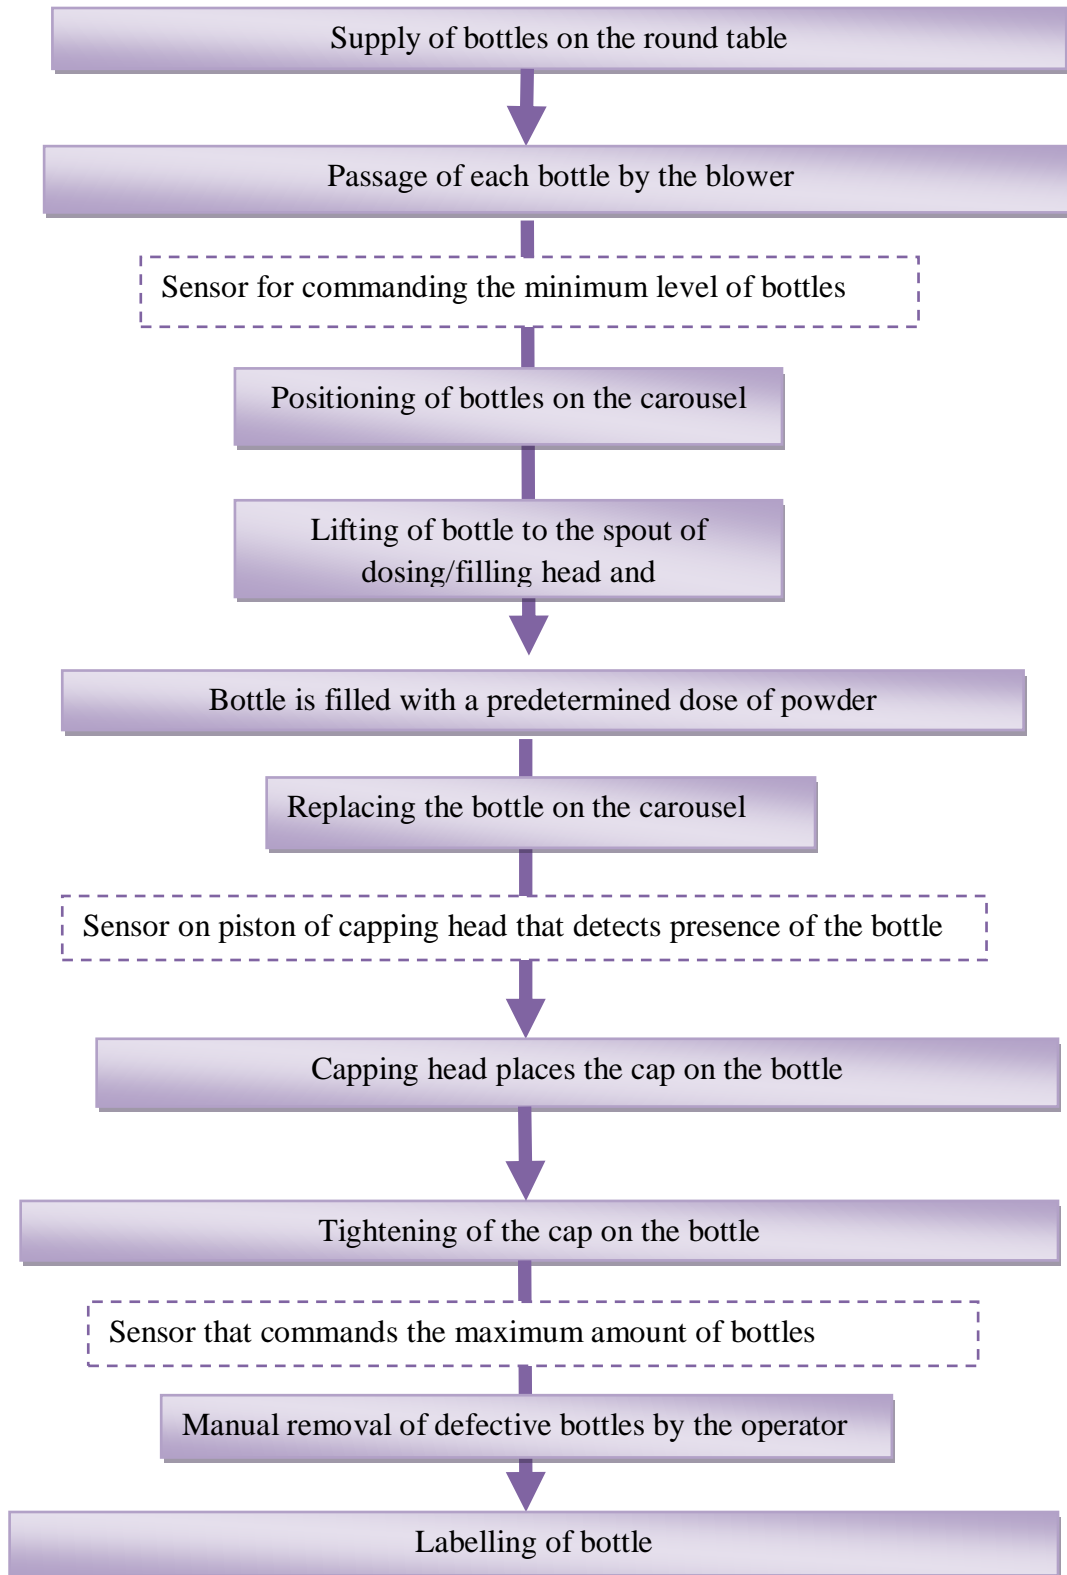 Supply of bottles on the round table
Passage of each bottle by the blower
Sensor for commanding the minimum level of bottles
Positioning of bottles on the carousel
Lifting of bottle to the spout of
dosing/filling head and
Bottle is filled with a predetermined dose of powder
Replacing the bottle on the carousel
Sensor on piston of capping head that detects presence of the bottle
Capping head places the cap on the bottle
Tightening of the cap on the bottle
Sensor that commands the maximum amount of bottles
Manual removal of defective bottles by the operator
Labelling of bottle